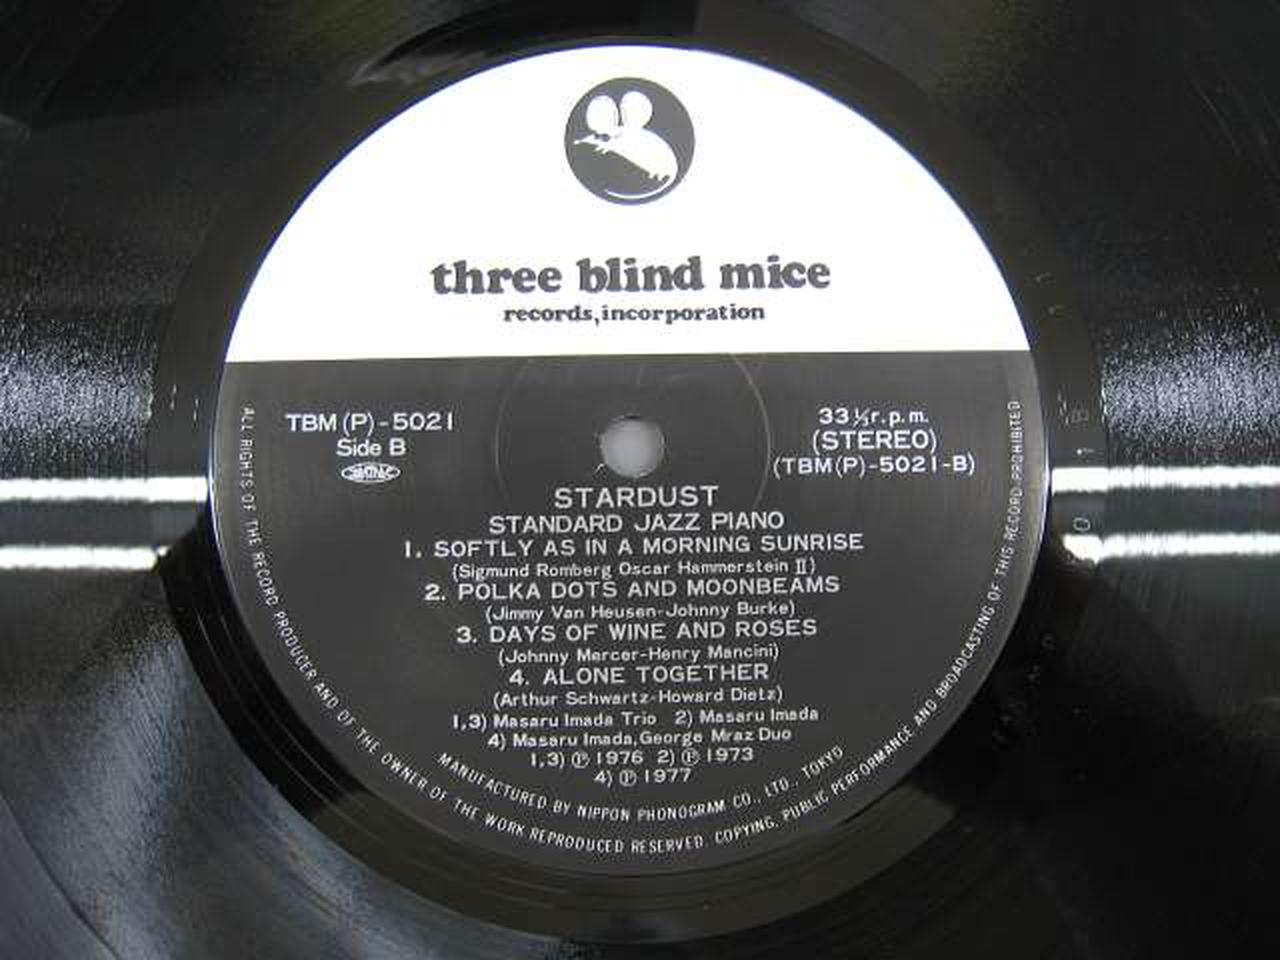 three blind mice
records,incorporation
TBM (P)-5021
Side B
33⅓r.p.m.
(STEREO)
(TBM(P)-5021-B)
STARDUST
STANDARD JAZZ PIANO
1. SOFTLY AS IN A MORNING SUNRISE
(Sigmund Romberg Oscar Hammerstein II)
2. POLKA DOTS AND MOONBEAMS
(Jimmy Van Heusen-Johnny Burke)
3. DAYS OF WINE AND ROSES
(Johnny Mercer-Henry Mancini)
4. ALONE TOGETHER
(Arthur Schwartz-Howard Dietz)
1,3) Masaru Imada Trio 2) Masaru Imada
4) Masaru Imada,George Mraz Duo
1,3) ℗ 1976 2) ℗ 1973
4) ℗ 1977
MANUFACTURED BY NIPPON PHONOGRAM CO., LTD., TOKYO
ALL RIGHTS OF THE RECORD PRODUCER AND OF THE OWNER OF THE WORK REPRODUCED RESERVED. COPYING, PUBLIC PERFORMANCE AND BROADCASTING OF THIS RECORD PROHIBITED